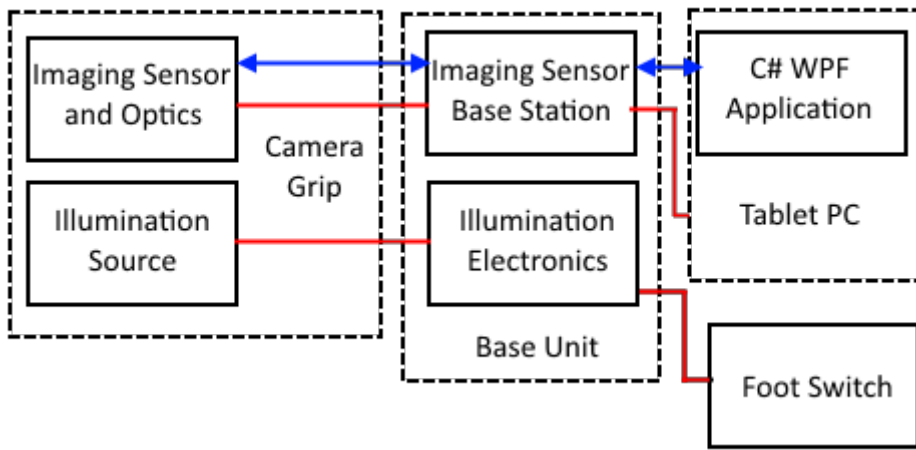 Imaging Sensor
and Optics
Camera
Grip
Illumination
Source
Imaging Sensor
Base Station
Illumination
Electronics
Base Unit
C# WPF
Application
Tablet PC
Foot Switch